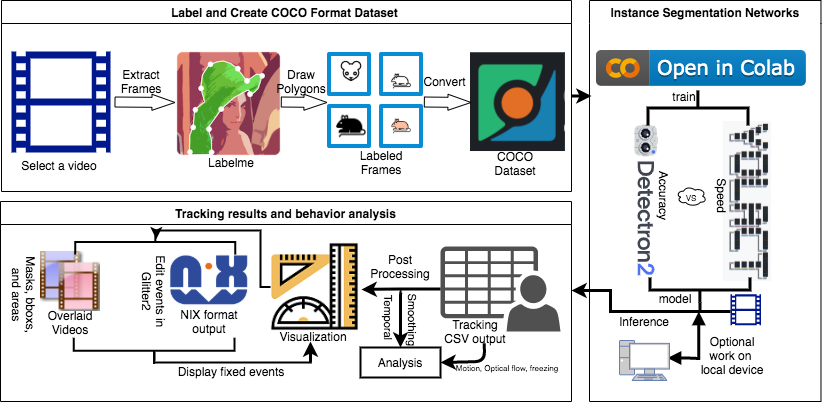 Label and Create COCO Format Dataset
Extract
Frames
Draw
Polygons
Convert
Select a video
Labelme
Labeled
Frames
COCO
Dataset
Instance Segmentation Networks
Open in Colab
train
Detectron2
Accuracy
VS
Speed
model
Inference
Optional
work on
local device
Tracking results and behavior analysis
Masks, bboxs,
and areas
Overlaid
Videos
Edit events in
Glitter2
NIX format
output
Visualization
Display fixed events
Post
Processing
Temporal
Smoothing
Tracking
CSV output
Analysis
Motion, Optical flow, freezing